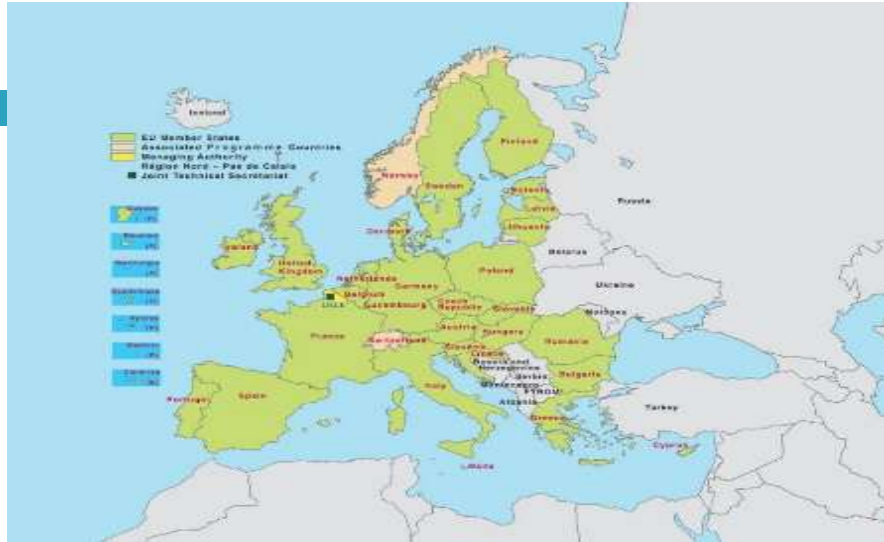 Iceland
EU Member States
Associated Programme Countries
Managing Authority
Région Nord – Pas de Calais
Joint Technical Secretariat
Finland
Norway
Sweden
Estonia
Russia
Latvia
Denmark
Lithuania
Ireland
United
Kingdom
Belarus
Netherlands
Poland
Germany
Belgium
LILLE
Luxembourg
Czech
Republic
Slovakia
Ukraine
Moldova
France
Austria
Hungary
Switzerland
Slovenia
Romania
Croatia
Bosnia and
Herzegovina
Serbia
Montenegro
Bulgaria
FYROM
Italy
Albania
Portugal
Spain
Greece
Turkey
Cyprus
Malta